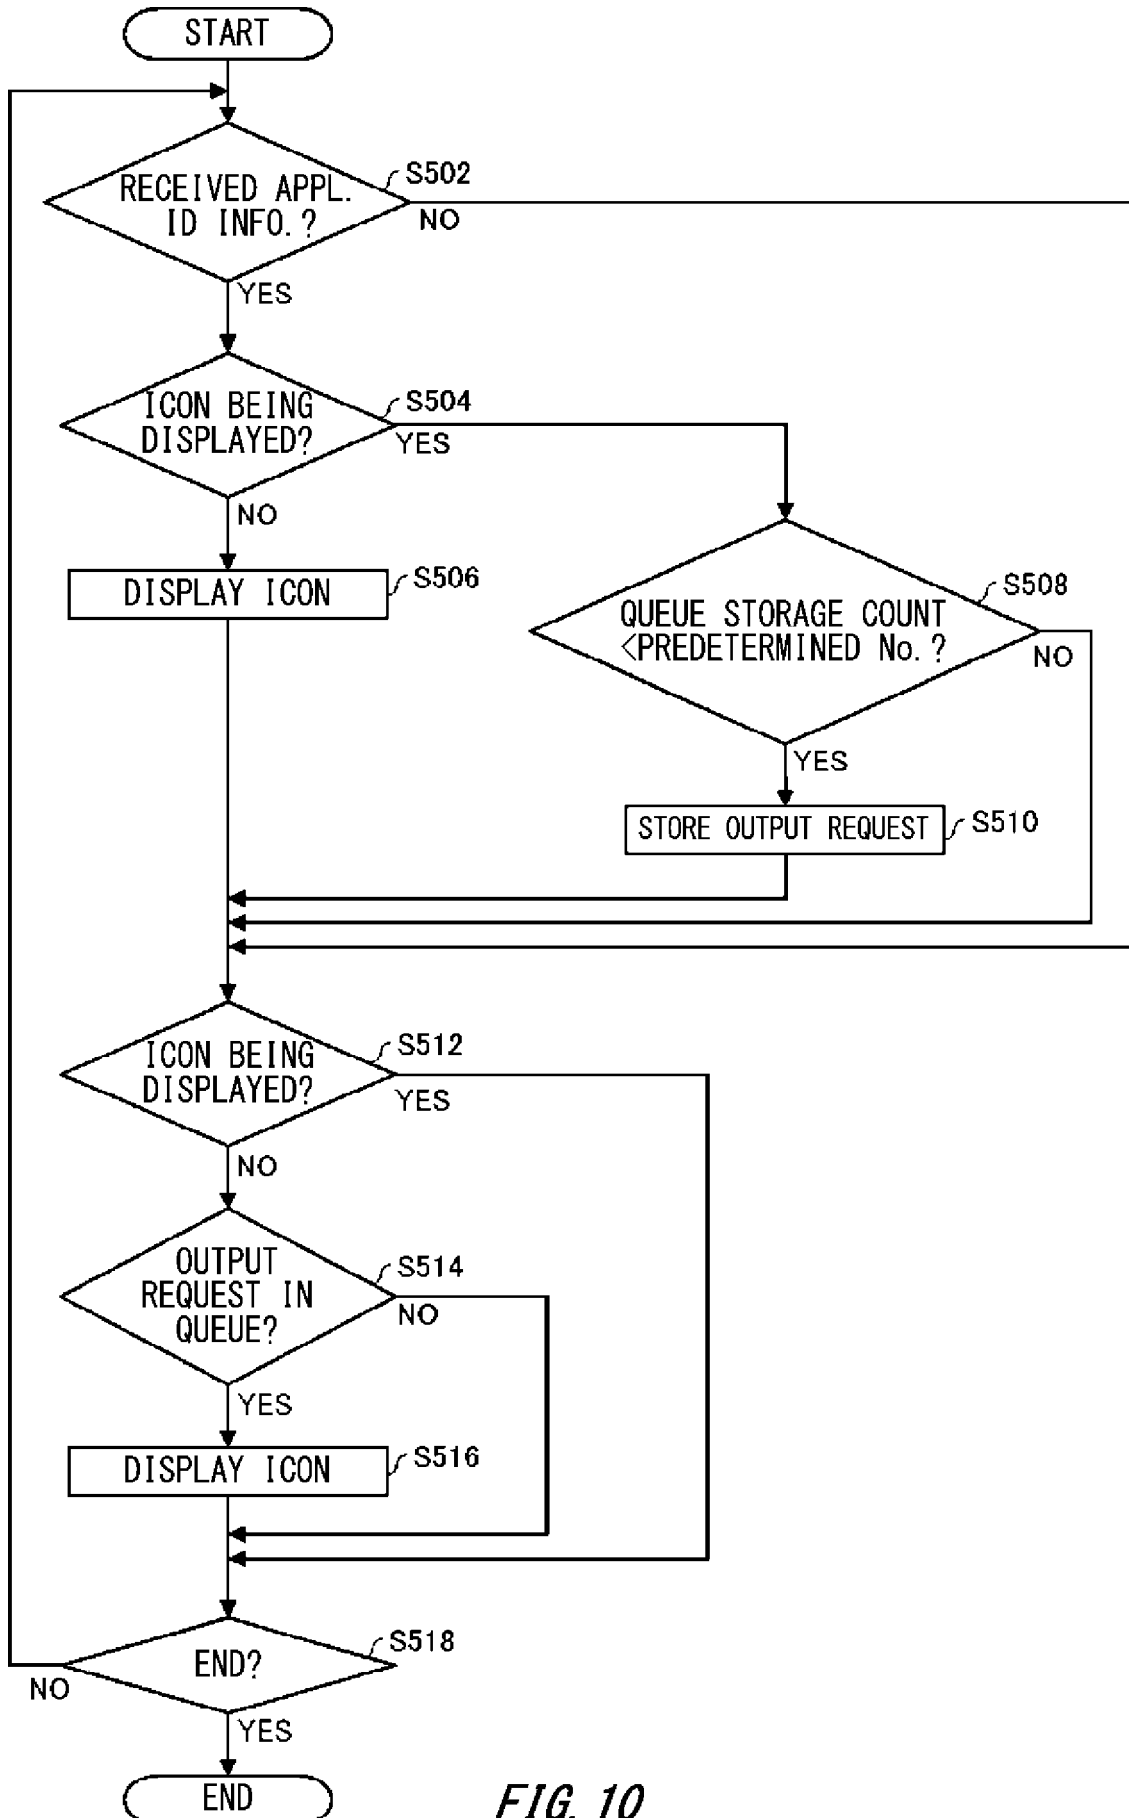 START
RECEIVED APPL.
ID INFO.?
S502
NO
YES
ICON BEING
DISPLAYED?
S504
YES
NO
DISPLAY ICON
S506
QUEUE STORAGE COUNT
<PREDETERMINED No.?
S508
NO
YES
STORE OUTPUT REQUEST
S510
ICON BEING
DISPLAYED?
S512
YES
NO
OUTPUT
REQUEST IN
QUEUE?
S514
NO
YES
DISPLAY ICON
S516
END?
S518
NO
YES
END
FIG. 10